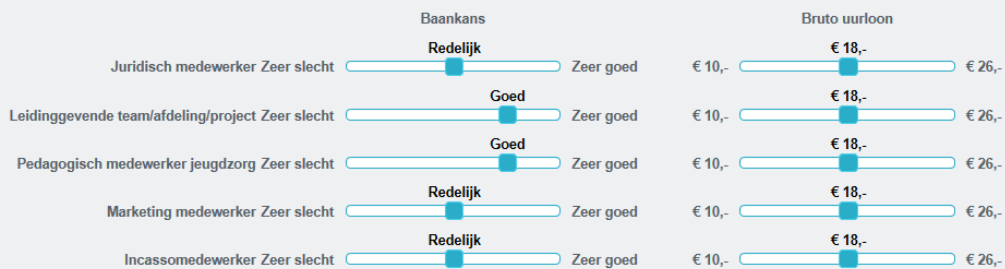 Baankans Bruto uurloon
Redelijk € 18,-
Juridisch medewerker Zeer slecht Zeer goed € 10,- € 26,-
Goed € 18,-
Leidinggevende team/afdeling/project Zeer slecht Zeer goed € 10,- € 26,-
Goed € 18,-
Pedagogisch medewerker jeugdzorg Zeer slecht Zeer goed € 10,- € 26,-
Redelijk € 18,-
Marketing medewerker Zeer slecht Zeer goed € 10,- € 26,-
Redelijk € 18,-
Incassomedewerker Zeer slecht Zeer goed € 10,- € 26,-